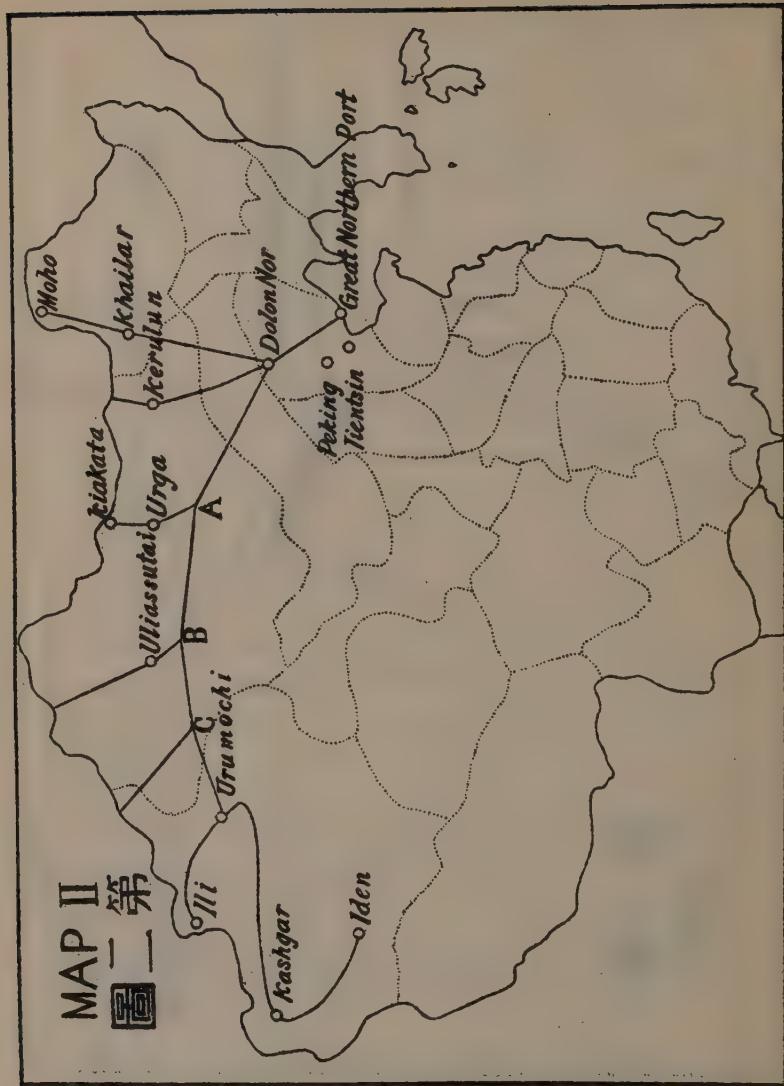 MAP II
第二圖
Ili
Kashgar
Iden
Urumochi
C
B
Uliassutai
A
Urga
Kiakata
Kerulun
Khailar
Moho
Dolon Nor
Peking
Tientsin
Great Northern Port